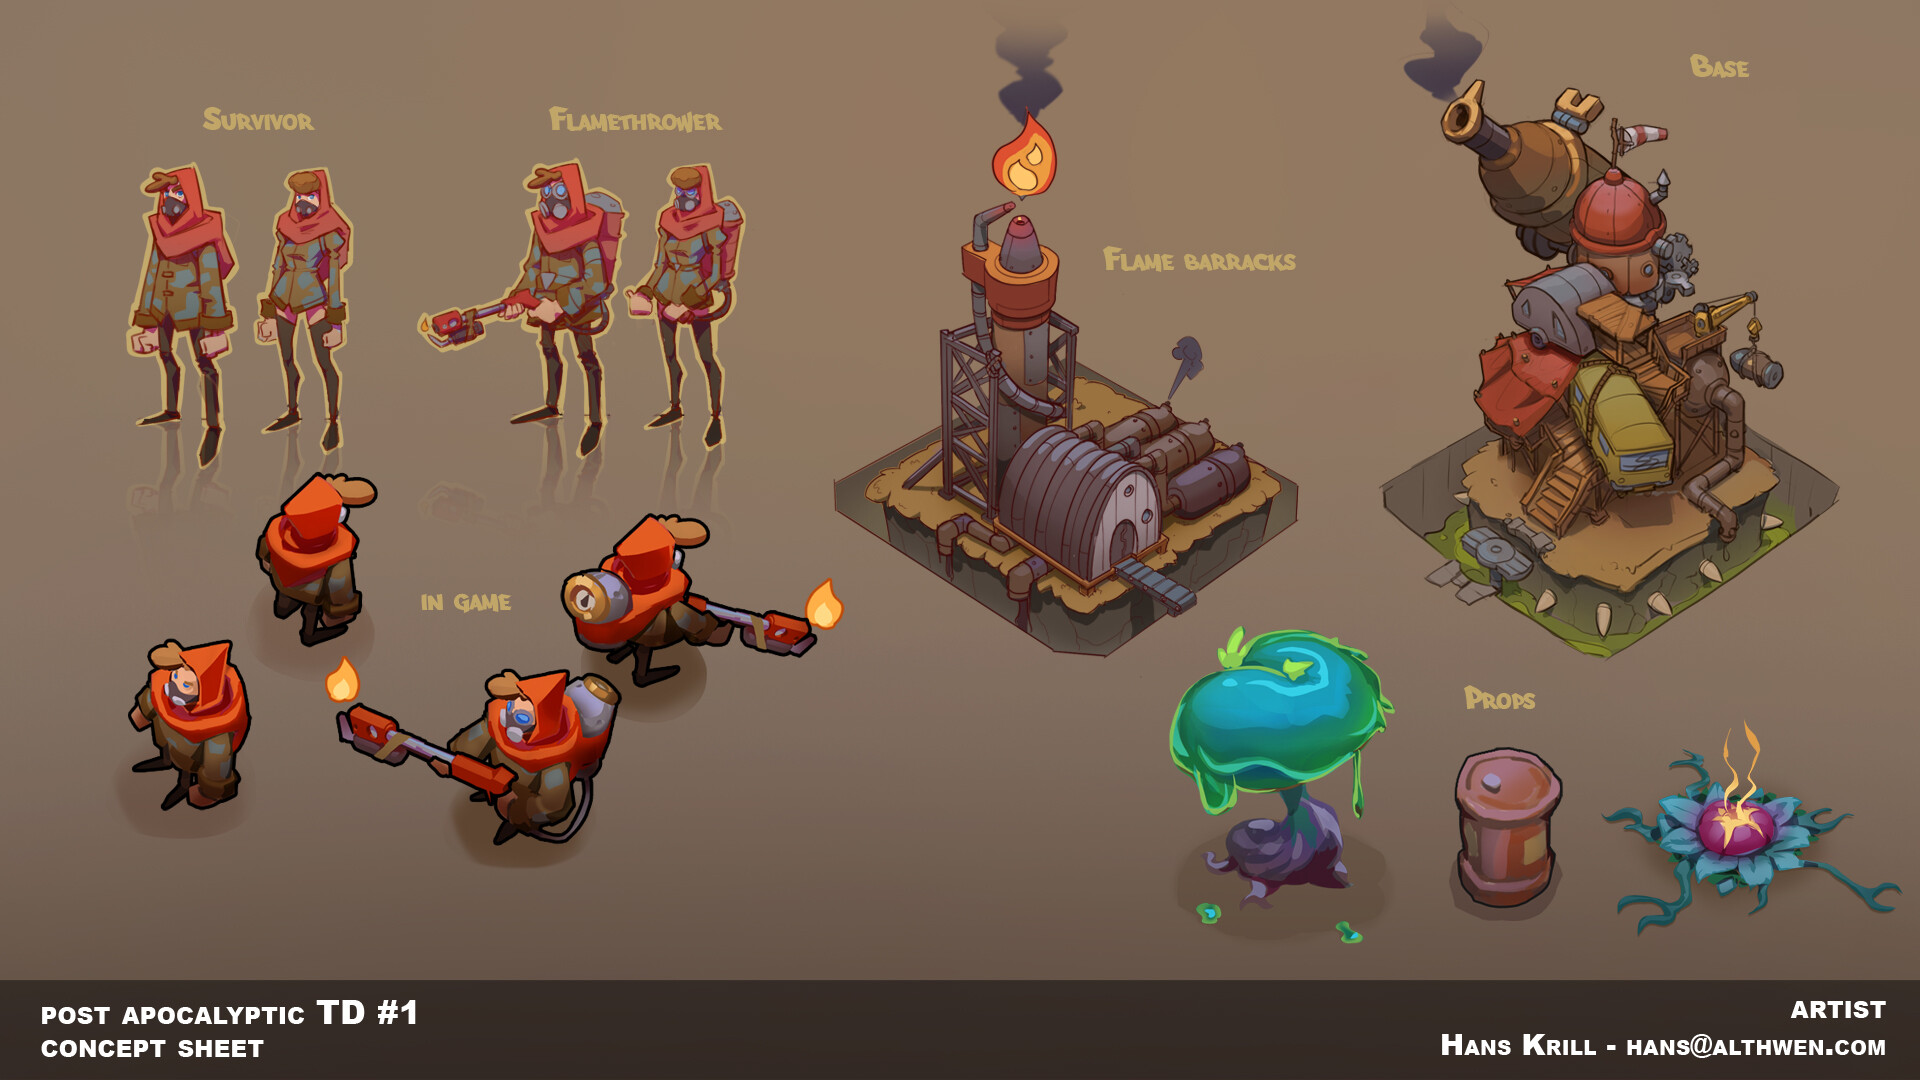 Survivor
Flamethrower
Base
Flame barracks
in game
Props
post apocalyptic TD #1
concept sheet
artist
Hans Krill - hans@althwen.com